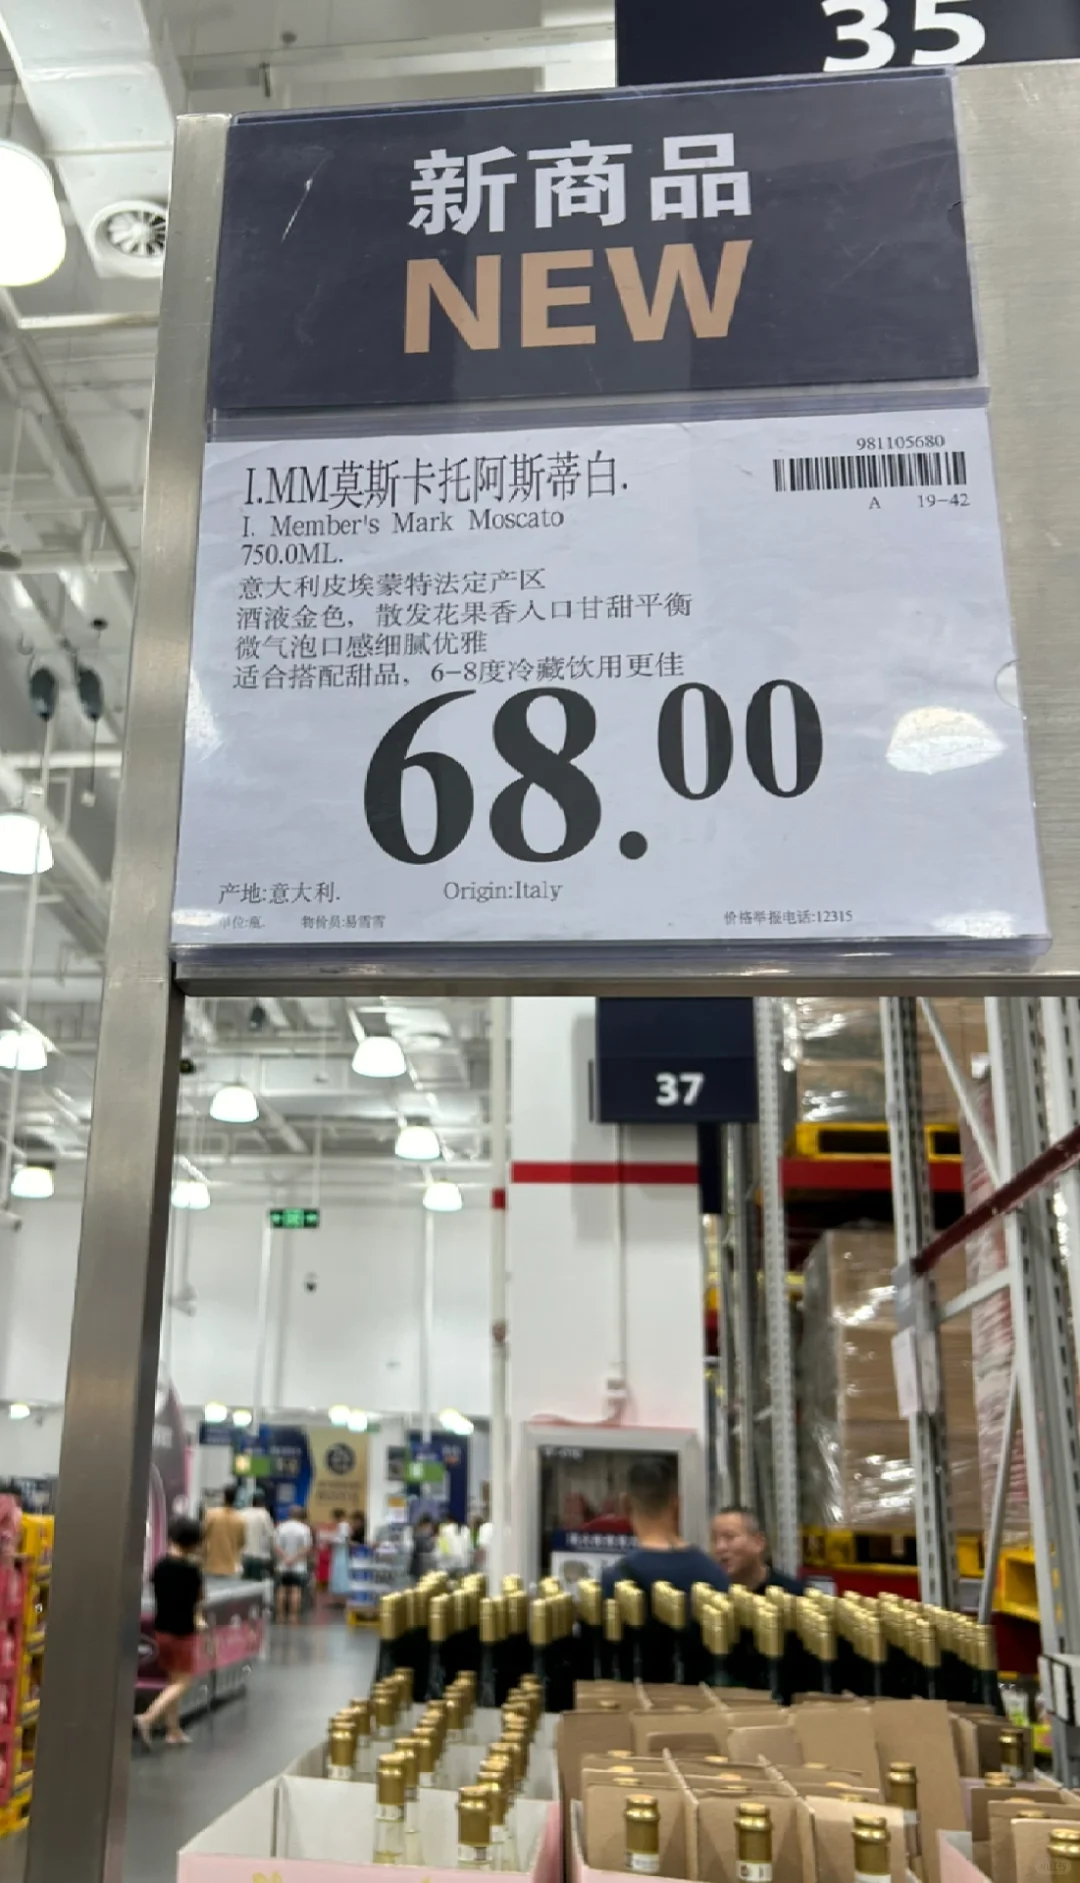 35
新商品
NEW
981105680
I.MM莫斯卡托阿斯蒂白.
A 19-42
I. Member's Mark Moscato
750.0ML.
意大利皮埃蒙特法定产区
酒液金色，散发花果香入口甘甜平衡
微气泡口感细腻优雅
适合搭配甜品，6-8度冷藏饮用更佳
68.00
产地:意大利. Origin:Italy
单位:瓶. 物价员:易雪雪 价格举报电话:12315
37